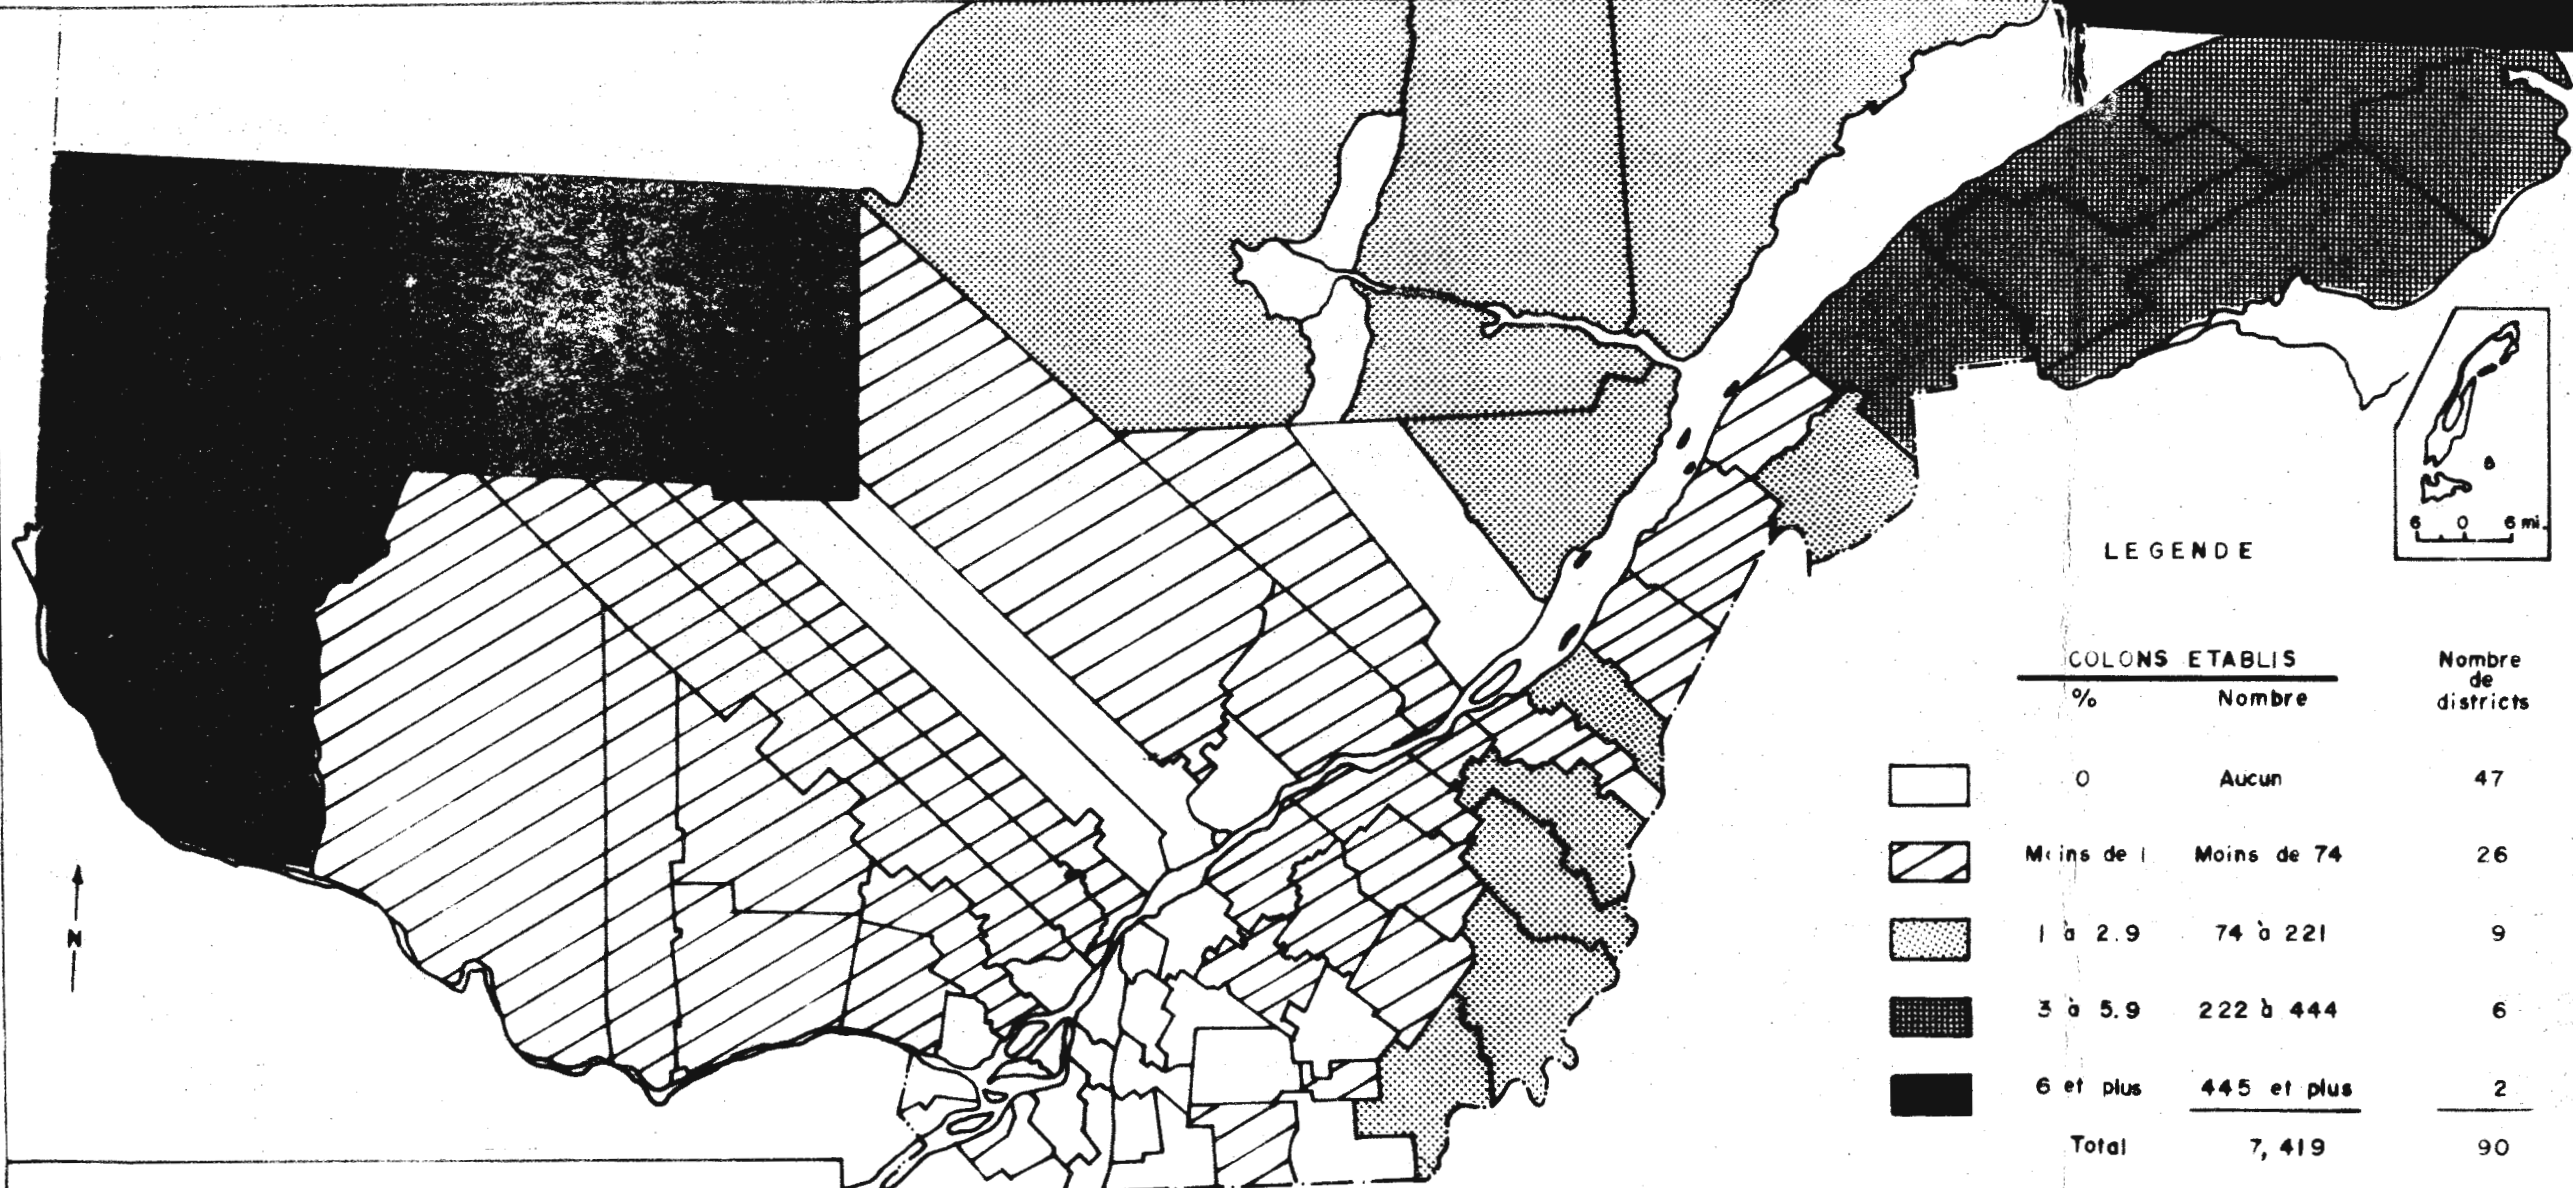 6 0 6 mi.
N
LEGENDE
COLONS ETABLIS
% Nombre
Nombre
de
districts
0 Aucun 47
Moins de 1 Moins de 74 26
1 à 2.9 74 à 221 9
3 à 5.9 222 à 444 6
6 et plus 445 et plus 2
Total 7,419 90